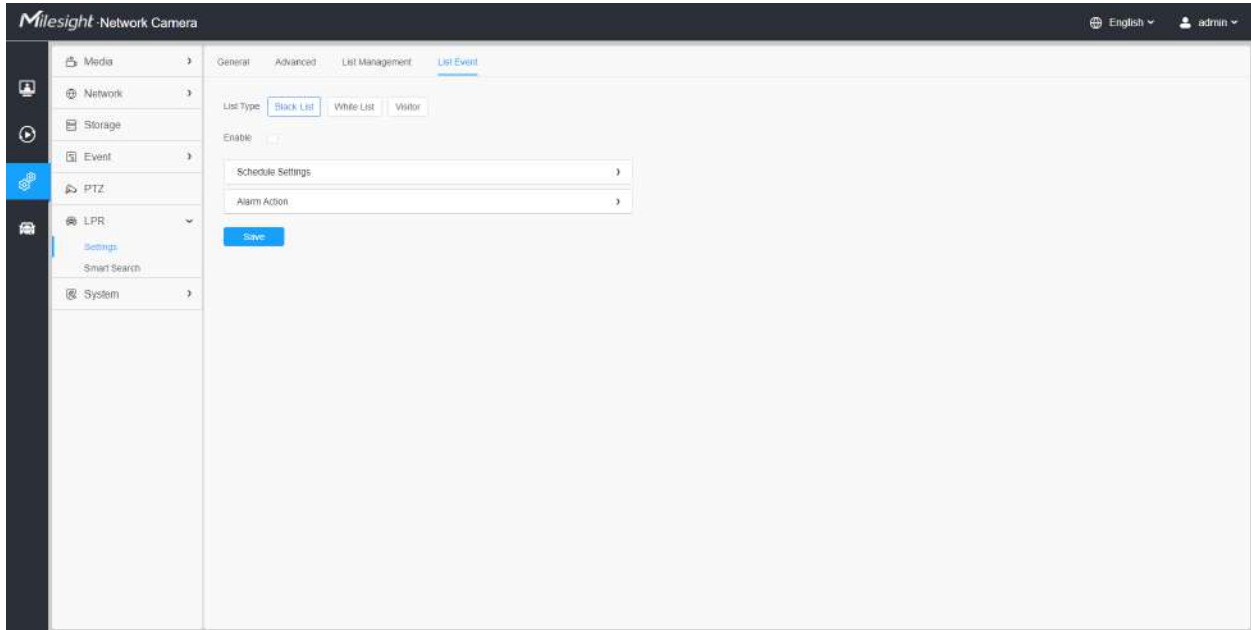 Milesight · Network Camera
English
admin
Media
Network
Storage
Event
PTZ
LPR
Settings
Smart Search
System
General Advanced List Management List Event
List Type Black List White List Visitor
Enable
Schedule Settings
Alarm Action
Save